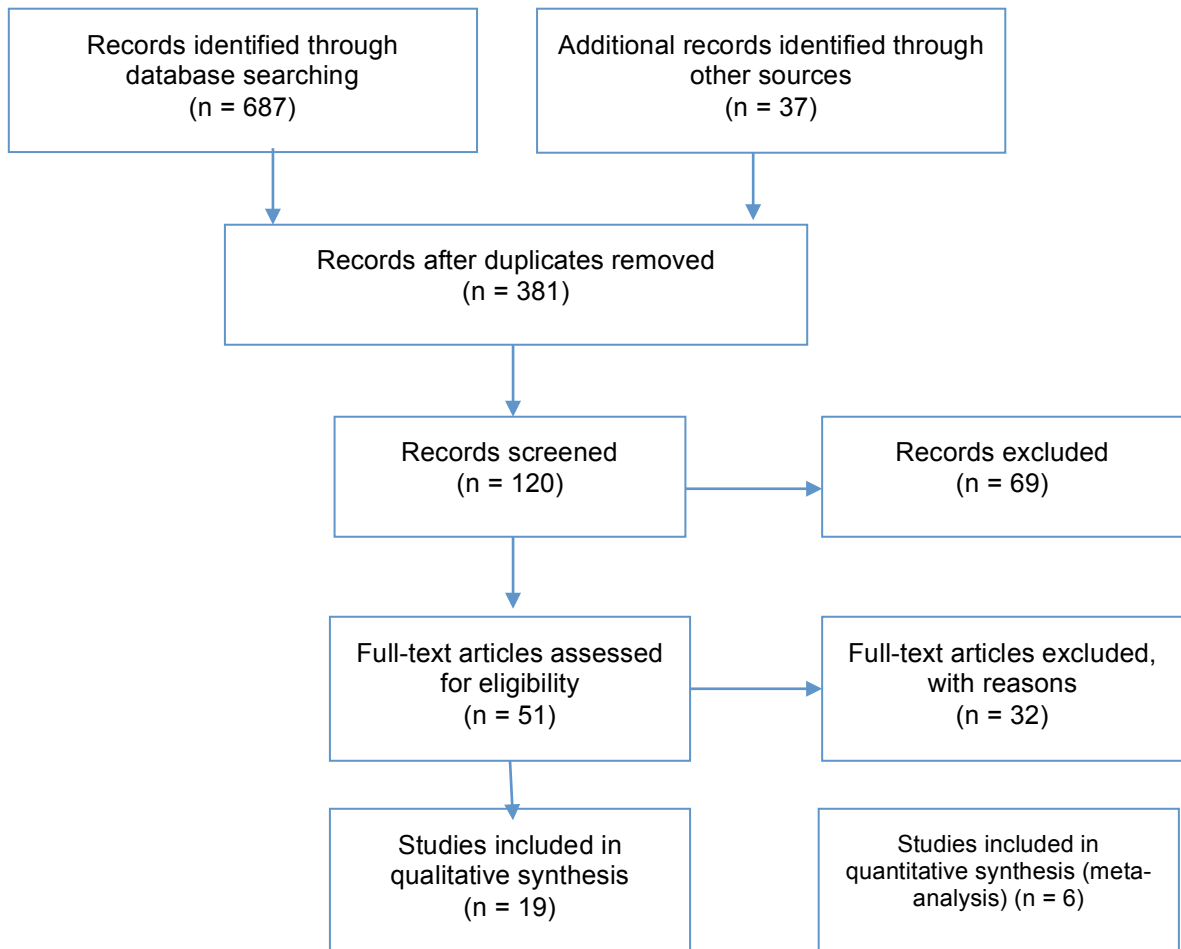 Records identified through
database searching
(n = 687)
Additional records identified through
other sources
(n = 37)
Records after duplicates removed
(n = 381)
Records screened
(n = 120)
Records excluded
(n = 69)
Full-text articles assessed
for eligibility
(n = 51)
Full-text articles excluded,
with reasons
(n = 32)
Studies included in
qualitative synthesis
(n = 19)
Studies included in
quantitative synthesis (meta-
analysis) (n = 6)